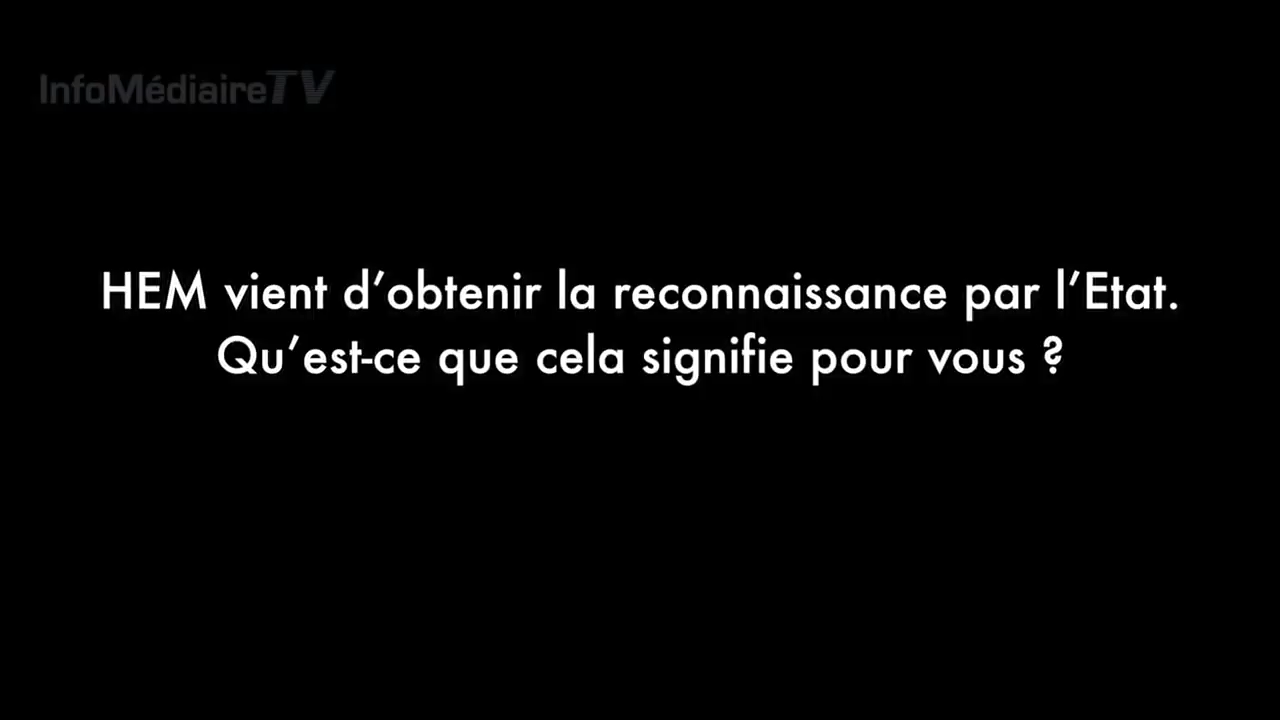 InfoMédiaireTV
HEM vient d’obtenir la reconnaissance par l’Etat.
Qu’est-ce que cela signifie pour vous ?